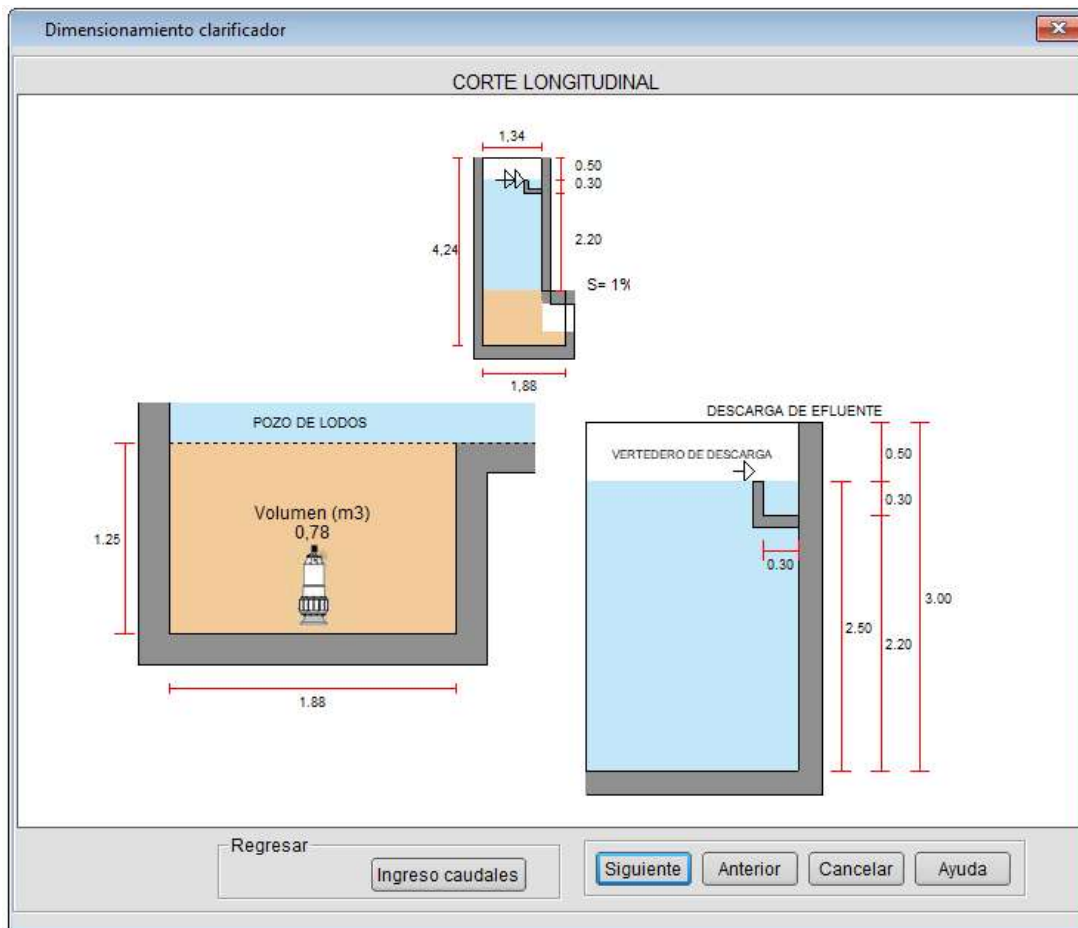 Dimensionamiento clarificador
CORTE LONGITUDINAL
1,34
0.50
0.30
4,24
2.20
S= 1%
1,88
DESCARGA DE EFLUENTE
POZO DE LODOS
VERTEDERO DE DESCARGA
0.50
0.30
Volumen (m3)
0,78
1.25
0.30
3.00
2.50
2.20
1.88
Regresar
Ingreso caudales
Siguiente
Anterior
Cancelar
Ayuda